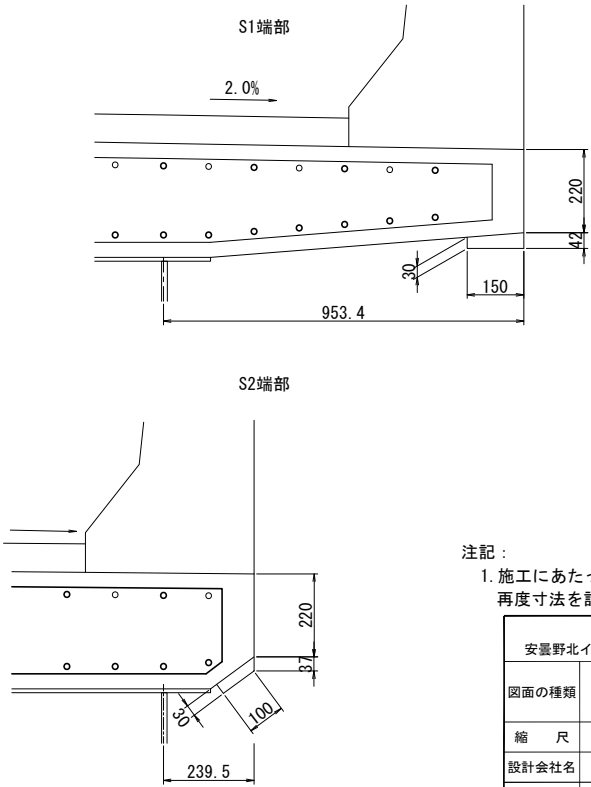 S1端部
2.0%
220
42
30
150
953.4
S2端部
220
37
30
100
239.5
注記：
1.施工にあたっ
再度寸法を
安曇野北イ
図面の種類
縮 尺
設計会社名